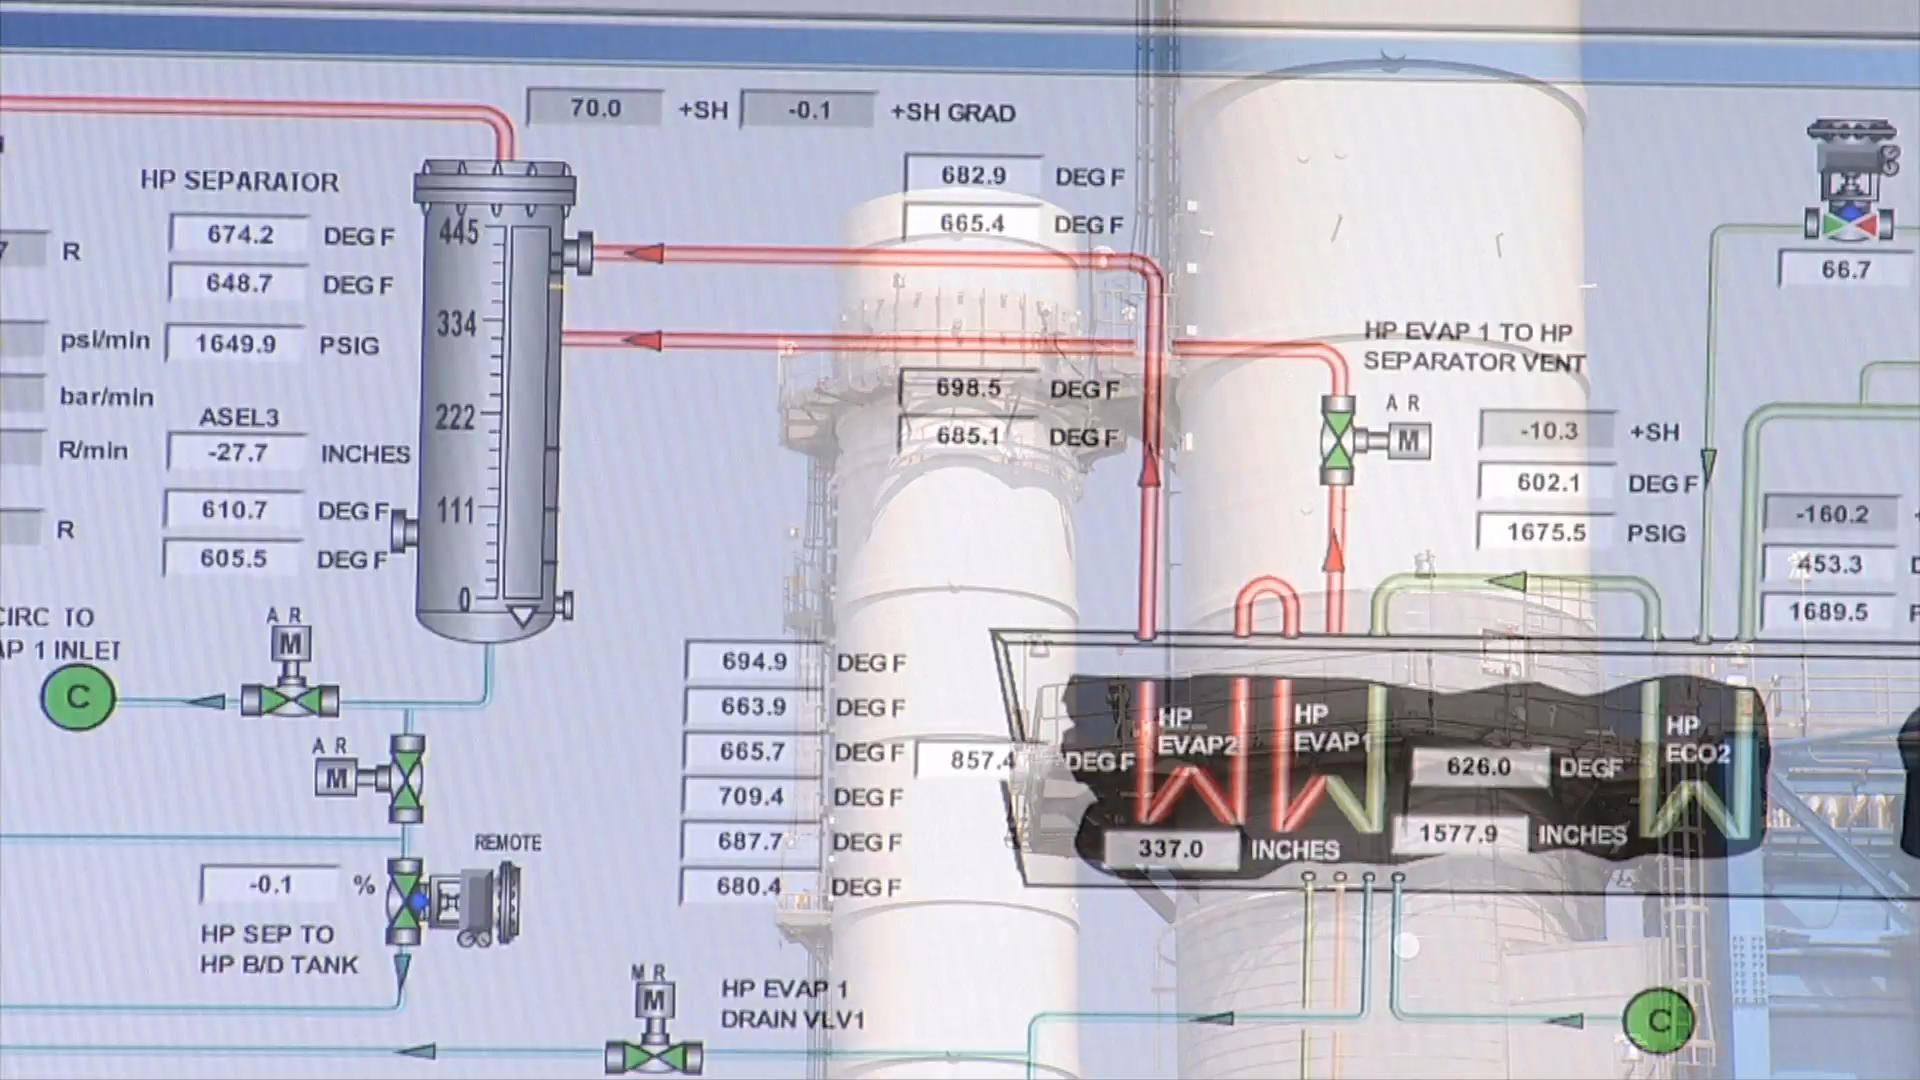 70.0 +SH -0.1 +SH GRAD
HP SEPARATOR
674.2 DEG F
648.7 DEG F
R
psi/min 1649.9 PSIG
bar/min
ASEL3
R/min -27.7 INCHES
610.7 DEG F
R
605.5 DEG F
445
334
222
111
0
682.9 DEG F
665.4 DEG F
698.5 DEG F
685.1 DEG F
66.7
HP EVAP 1 TO HP
SEPARATOR VENT
A R
M
-10.3 +SH
602.1 DEG F
1675.5 PSIG
-160.2
453.3
1689.5
CIRC TO
AP 1 INLET
A R
M
C
A R
M
694.9 DEG F
663.9 DEG F
665.7 DEG F
709.4 DEG F
687.7 DEG F
680.4 DEG F
857.4 DEG F
HP
EVAP2
HP
EVAP1
HP
ECO2
626.0 DEGF
337.0 INCHES
1577.9 INCHES
REMOTE
-0.1 %
HP SEP TO
HP B/D TANK
M R
M
HP EVAP 1
DRAIN VLV1
C